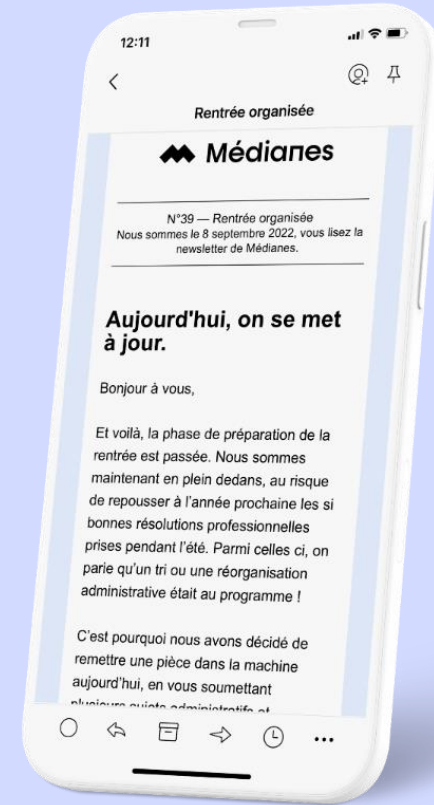 12:11
Rentrée organisée
Médianes
N°39 — Rentrée organisée
Nous sommes le 8 septembre 2022, vous lisez la
newsletter de Médianes.
Aujourd'hui, on se met
à jour.
Bonjour à vous,
Et voilà, la phase de préparation de la
rentrée est passée. Nous sommes
maintenant en plein dedans, au risque
de repousser à l'année prochaine les si
bonnes résolutions professionnelles
prises pendant l'été. Parmi celles ci, on
parie qu'un tri ou une réorganisation
administrative était au programme !
C'est pourquoi nous avons décidé de
remettre une pièce dans la machine
aujourd'hui, en vous soumettant
plusieurs sujets administratifs et